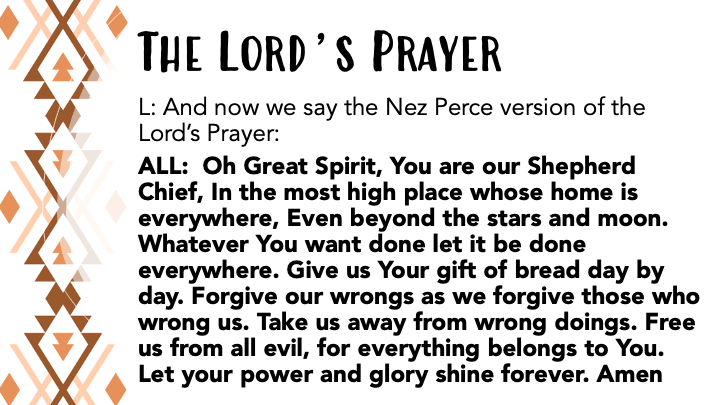 The Lord's Prayer
L: And now we say the Nez Perce version of the
Lord's Prayer:
ALL:  Oh Great Spirit, You are our Shepherd
Chief, In the most high place whose home is
everywhere, Even beyond the stars and moon.
Whatever You want done let it be done
everywhere. Give us Your gift of bread day by
day. Forgive our wrongs as we forgive those who
wrong us. Take us away from wrong doings. Free
us from all evil, for everything belongs to You.
Let your power and glory shine forever. Amen